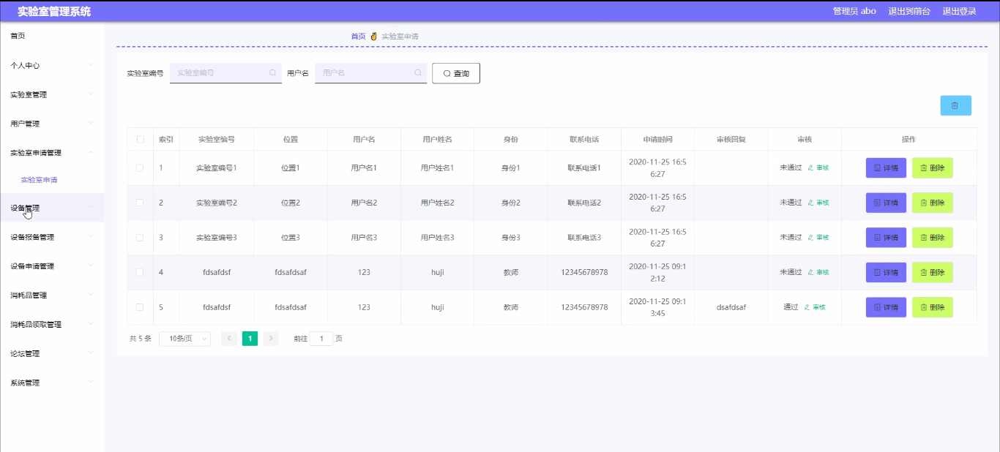 实验室管理系统
管理员 abo 退出到前台 退出登录
首页
个人中心
实验室管理
用户管理
实验室申请管理
实验室申请
设备管理
设备报备管理
设备申请管理
消耗品管理
消耗品领取管理
论坛管理
系统管理
首页 实验室申请
实验室编号 实验室编号 用户名 用户名 查询
索引 实验室编号 位置 用户名 用户姓名 身份 联系电话 申请时间 审核回复 审核 操作
1 实验室编号1 位置1 用户名1 用户姓名1 身份1 联系电话1 2020-11-25 16:5 未通过 审核 详情 删除
6:27
2 实验室编号2 位置2 用户名2 用户姓名2 身份2 联系电话2 2020-11-25 16:5 未通过 审核 详情 删除
6:27
3 实验室编号3 位置3 用户名3 用户姓名3 身份3 联系电话3 2020-11-25 16:5 未通过 审核 详情 删除
6:27
4 fdsafdsf fdsafdsaf 123 huji 教师 12345678978 2020-11-25 09:1 未通过 审核 详情 删除
2:12
5 fdsafdsf fdsafdsaf 123 huji 教师 12345678978 2020-11-25 09:1 dsafdsaf 通过 审核 详情 删除
3:45
共 5 条 10条/页 1 前往 1 页